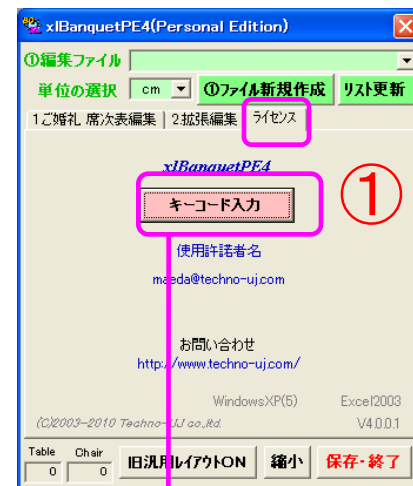 xlBanquetPE4(Personal Edition)
①編集ファイル
単位の選択 cm ①ファイル新規作成 リスト更新
1ご婚礼 席次表編集 2.拡張編集 ライセンス
xlBanquetPE4
キーコード入力 ①
使用許諾者名
maeda@techno-uj.com
お問い合わせ
http://www.techno-uj.com/
WindowsXP(5) Excel2003
(C)2003-2010 Techno-UJ co,.ltd. V4.0.0.1
Table Chair
0 0 旧汎用レイアウトON 縮小 保存・終了